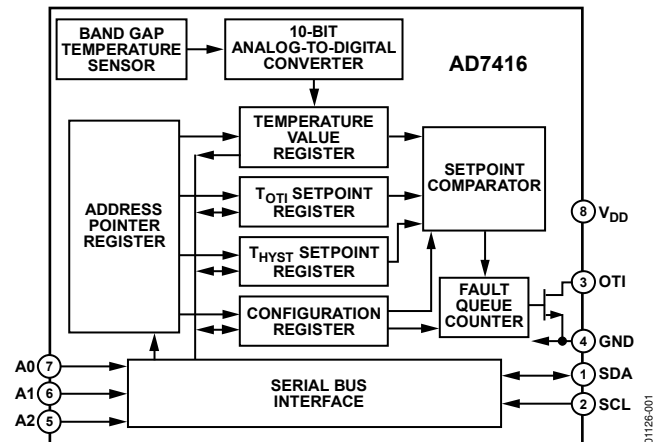 BAND GAP
TEMPERATURE
SENSOR
10-BIT
ANALOG-TO-DIGITAL
CONVERTER
AD7416
TEMPERATURE
VALUE
REGISTER
SETPOINT
COMPARATOR
ADDRESS
POINTER
REGISTER
TOTI SETPOINT
REGISTER
THYST SETPOINT
REGISTER
CONFIGURATION
REGISTER
FAULT
QUEUE
COUNTER
8 VDD
3 OTI
4 GND
1 SDA
2 SCL
A0 7
A1 6
A2 5
SERIAL BUS
INTERFACE
01126-001